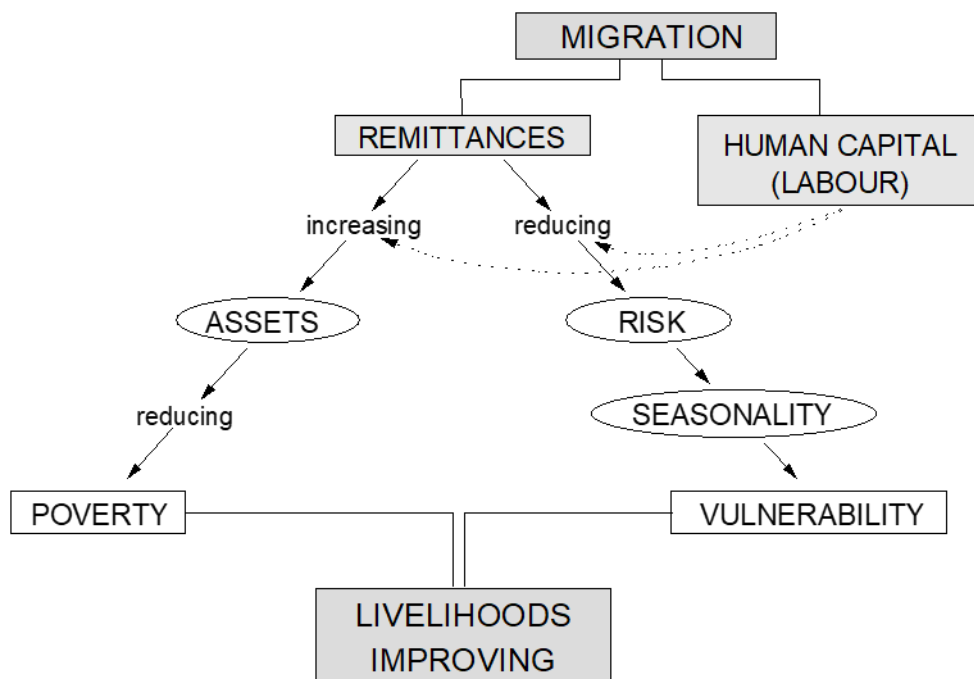 MIGRATION
REMITTANCES
HUMAN CAPITAL
(LABOUR)
increasing
reducing
ASSETS
RISK
reducing
SEASONALITY
POVERTY
VULNERABILITY
LIVELIHOODS
IMPROVING